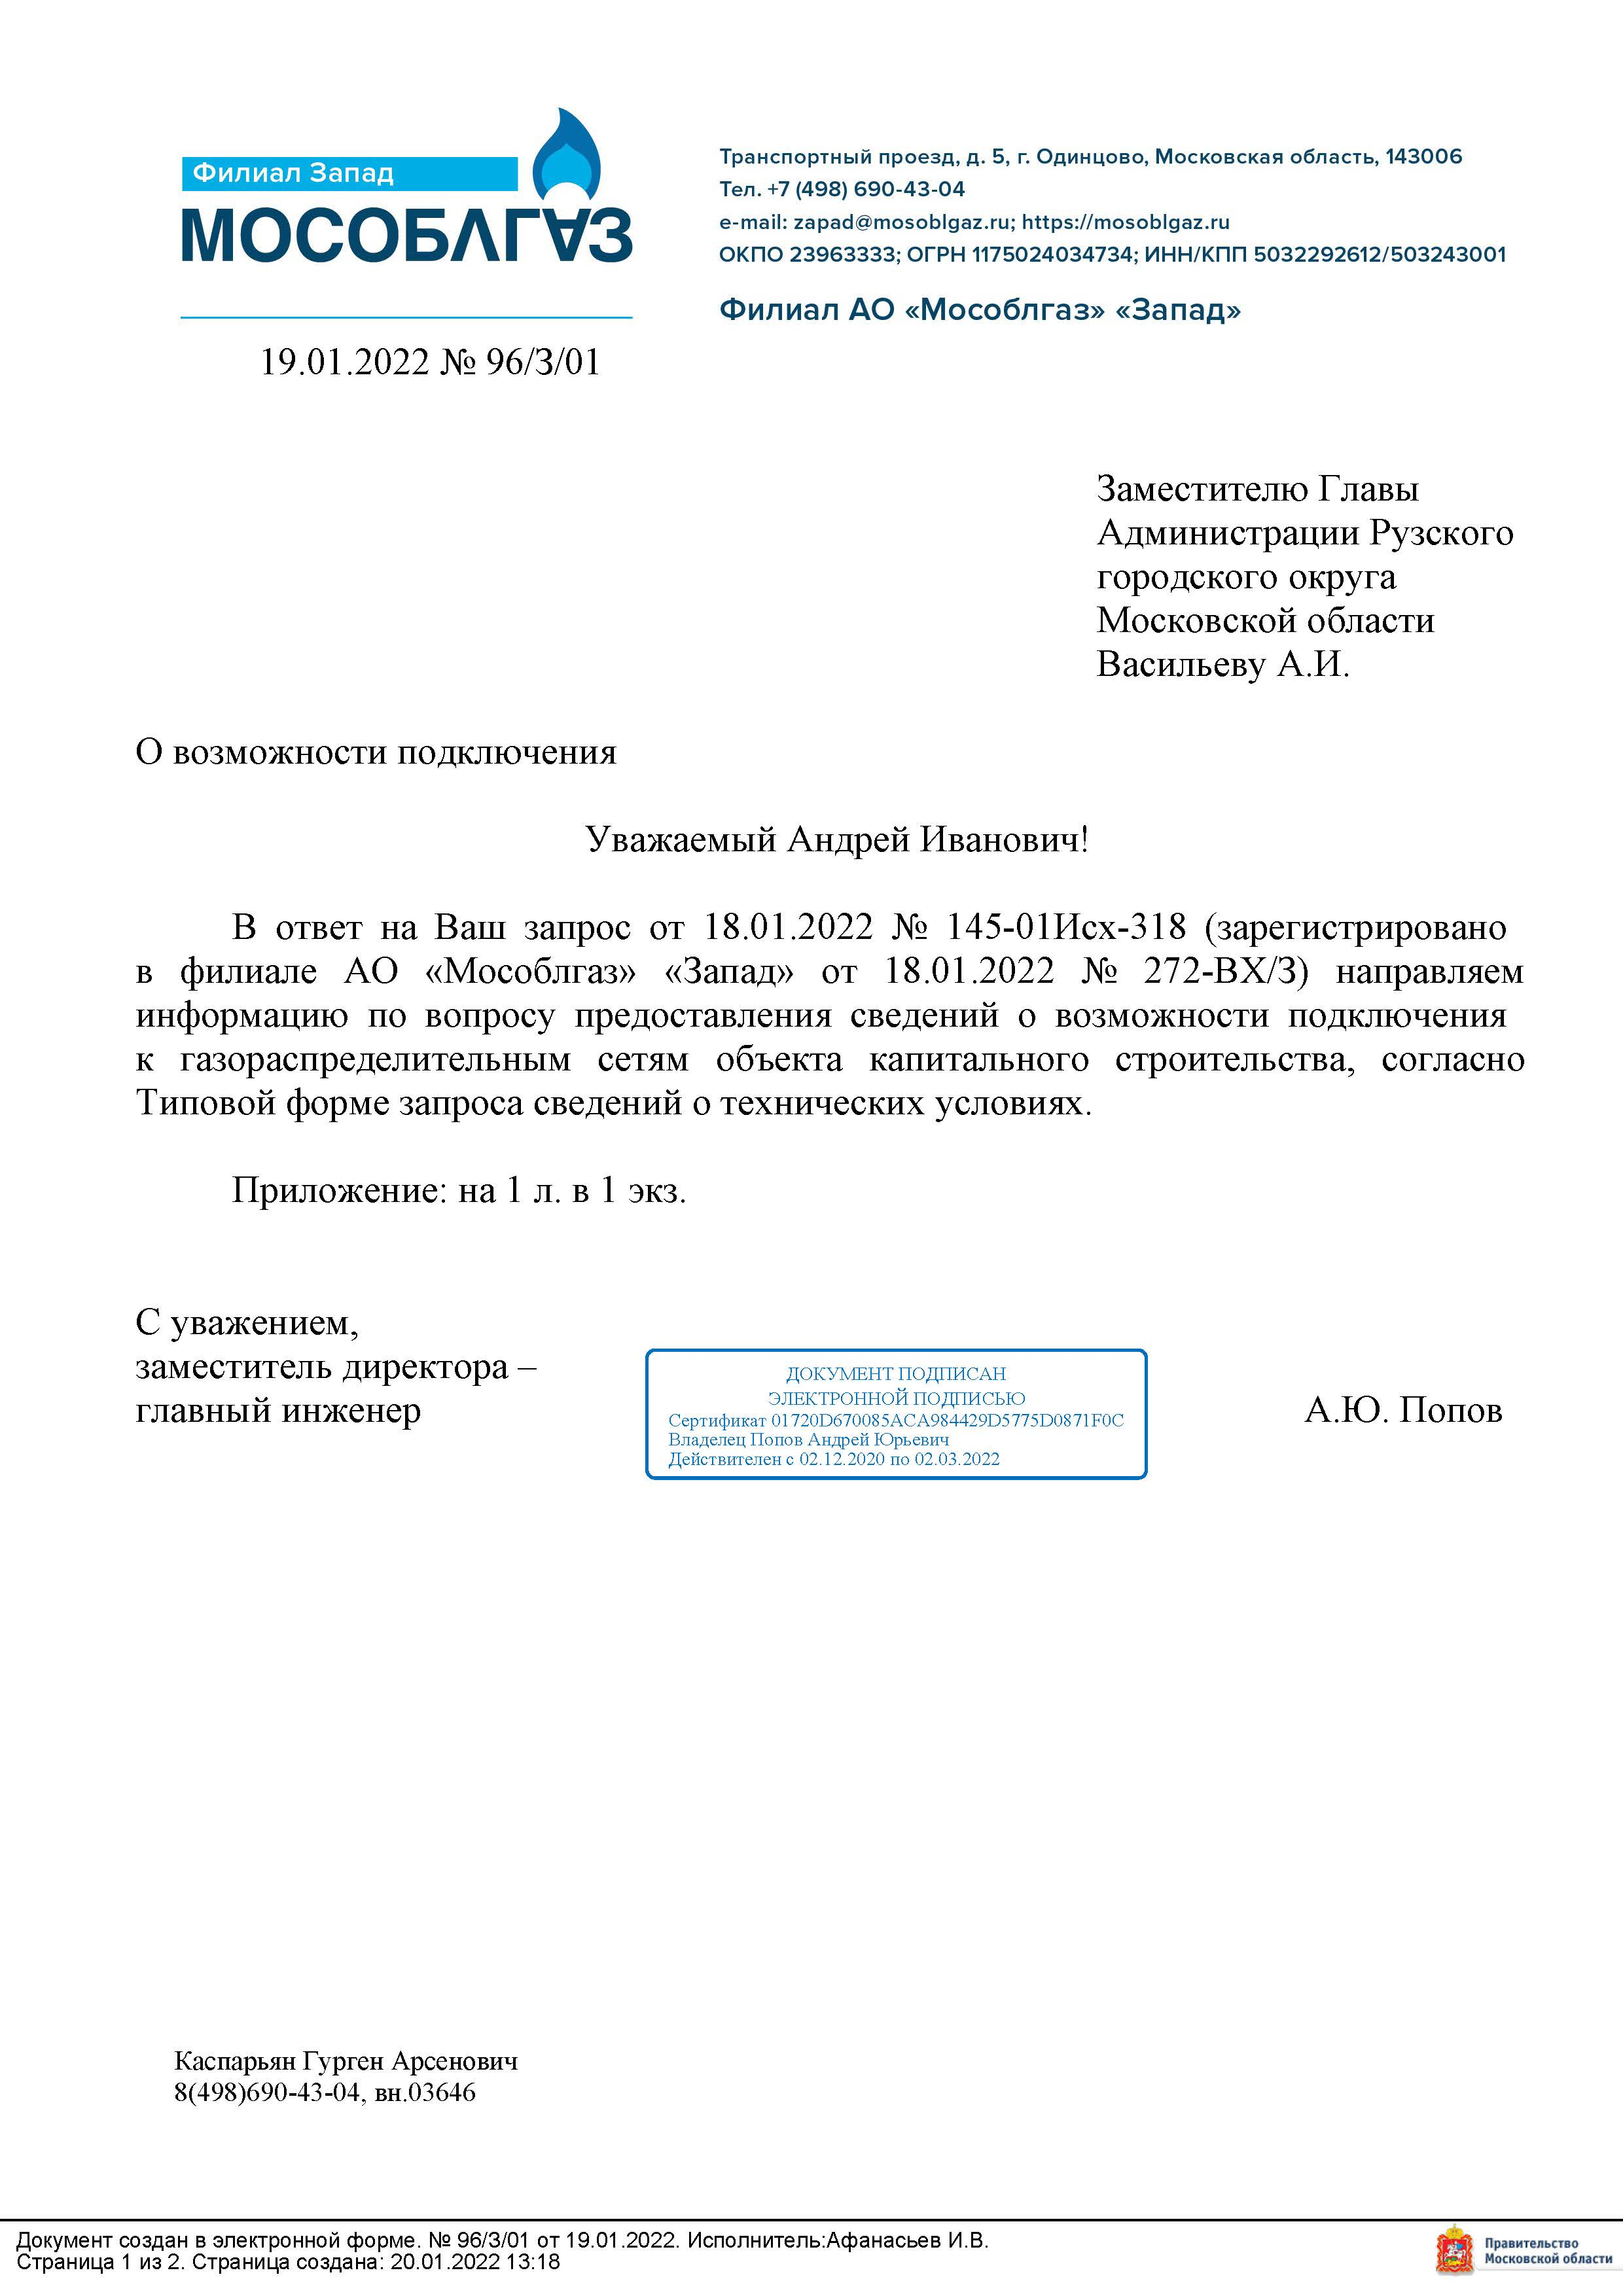 Филиал Запад
МОСОБЛГАЗ
Транспортный проезд, д. 5, г. Одинцово, Московская область, 143006
Тел. +7 (498) 690-43-04
e-mail: zapad@mosoblgaz.ru; https://mosoblgaz.ru
ОКПО 23963333; ОГРН 1175024034734; ИНН/КПП 5032292612/503243001
Филиал АО «Мособлгаз» «Запад»
19.01.2022 № 96/З/01
Заместителю Главы
Администрации Рузского
городского округа
Московской области
Васильеву А.И.
О возможности подключения
Уважаемый Андрей Иванович!
В ответ на Ваш запрос от 18.01.2022 № 145-01Исх-318 (зарегистрировано
в филиале АО «Мособлгаз» «Запад» от 18.01.2022 № 272-ВХ/З) направляем
информацию по вопросу предоставления сведений о возможности подключения
к газораспределительным сетям объекта капитального строительства, согласно
Типовой форме запроса сведений о технических условиях.
Приложение: на 1 л. в 1 экз.
С уважением,
заместитель директора –
главный инженер
ДОКУМЕНТ ПОДПИСАН
ЭЛЕКТРОННОЙ ПОДПИСЬЮ
Сертификат 01720D670085ACA984429D5775D0871F0C
Владелец Попов Андрей Юрьевич
Действителен с 02.12.2020 по 02.03.2022
А.Ю. Попов
Каспарьян Гурген Арсенович
8(498)690-43-04, вн.03646
Документ создан в электронной форме. № 96/З/01 от 19.01.2022. Исполнитель:Афанасьев И.В.
Страница 1 из 2. Страница создана: 20.01.2022 13:18
Правительство
Московской области